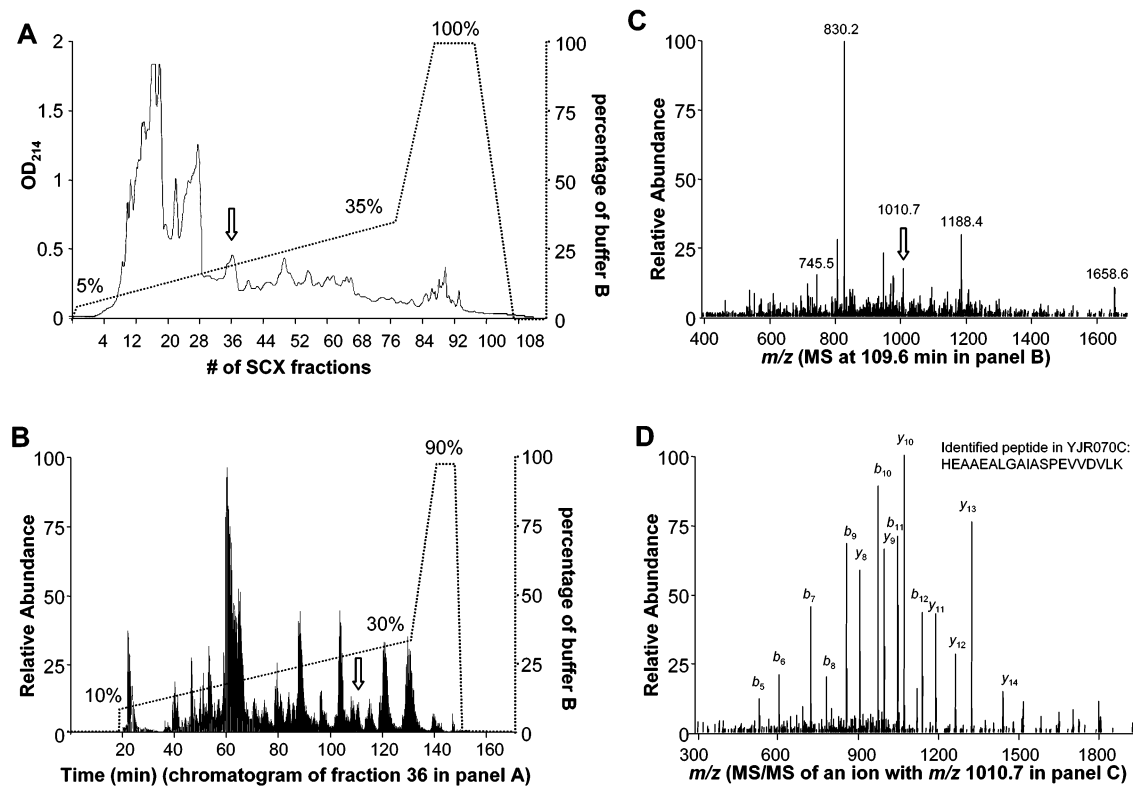 A
2
1.5
1
0.5
0
OD214
100
75
50
25
0
percentage of buffer B
5%
35%
100%
4 12 20 28 36 44 52 60 68 76 84 92 100 108
# of SCX fractions
B
100
75
50
25
0
Relative Abundance
100
75
50
25
0
percentage of buffer B
10%
30%
90%
20 40 60 80 100 120 140 160
Time (min) (chromatogram of fraction 36 in panel A)
C
100
75
50
25
0
Relative Abundance
830.2
1010.7
1188.4
745.5
1658.6
400 600 800 1000 1200 1400 1600
m/z (MS at 109.6 min in panel B)
D
Identified peptide in YJR070C:
HEAAEALGAIASPEVVDVLK
100
75
50
25
0
Relative Abundance
b5
b6
b7
b8
b9
y8
b10
y9
b11
y10
b12
y11
y12
y13
y14
300 600 900 1200 1500 1800
m/z (MS/MS of an ion with m/z 1010.7 in panel C)